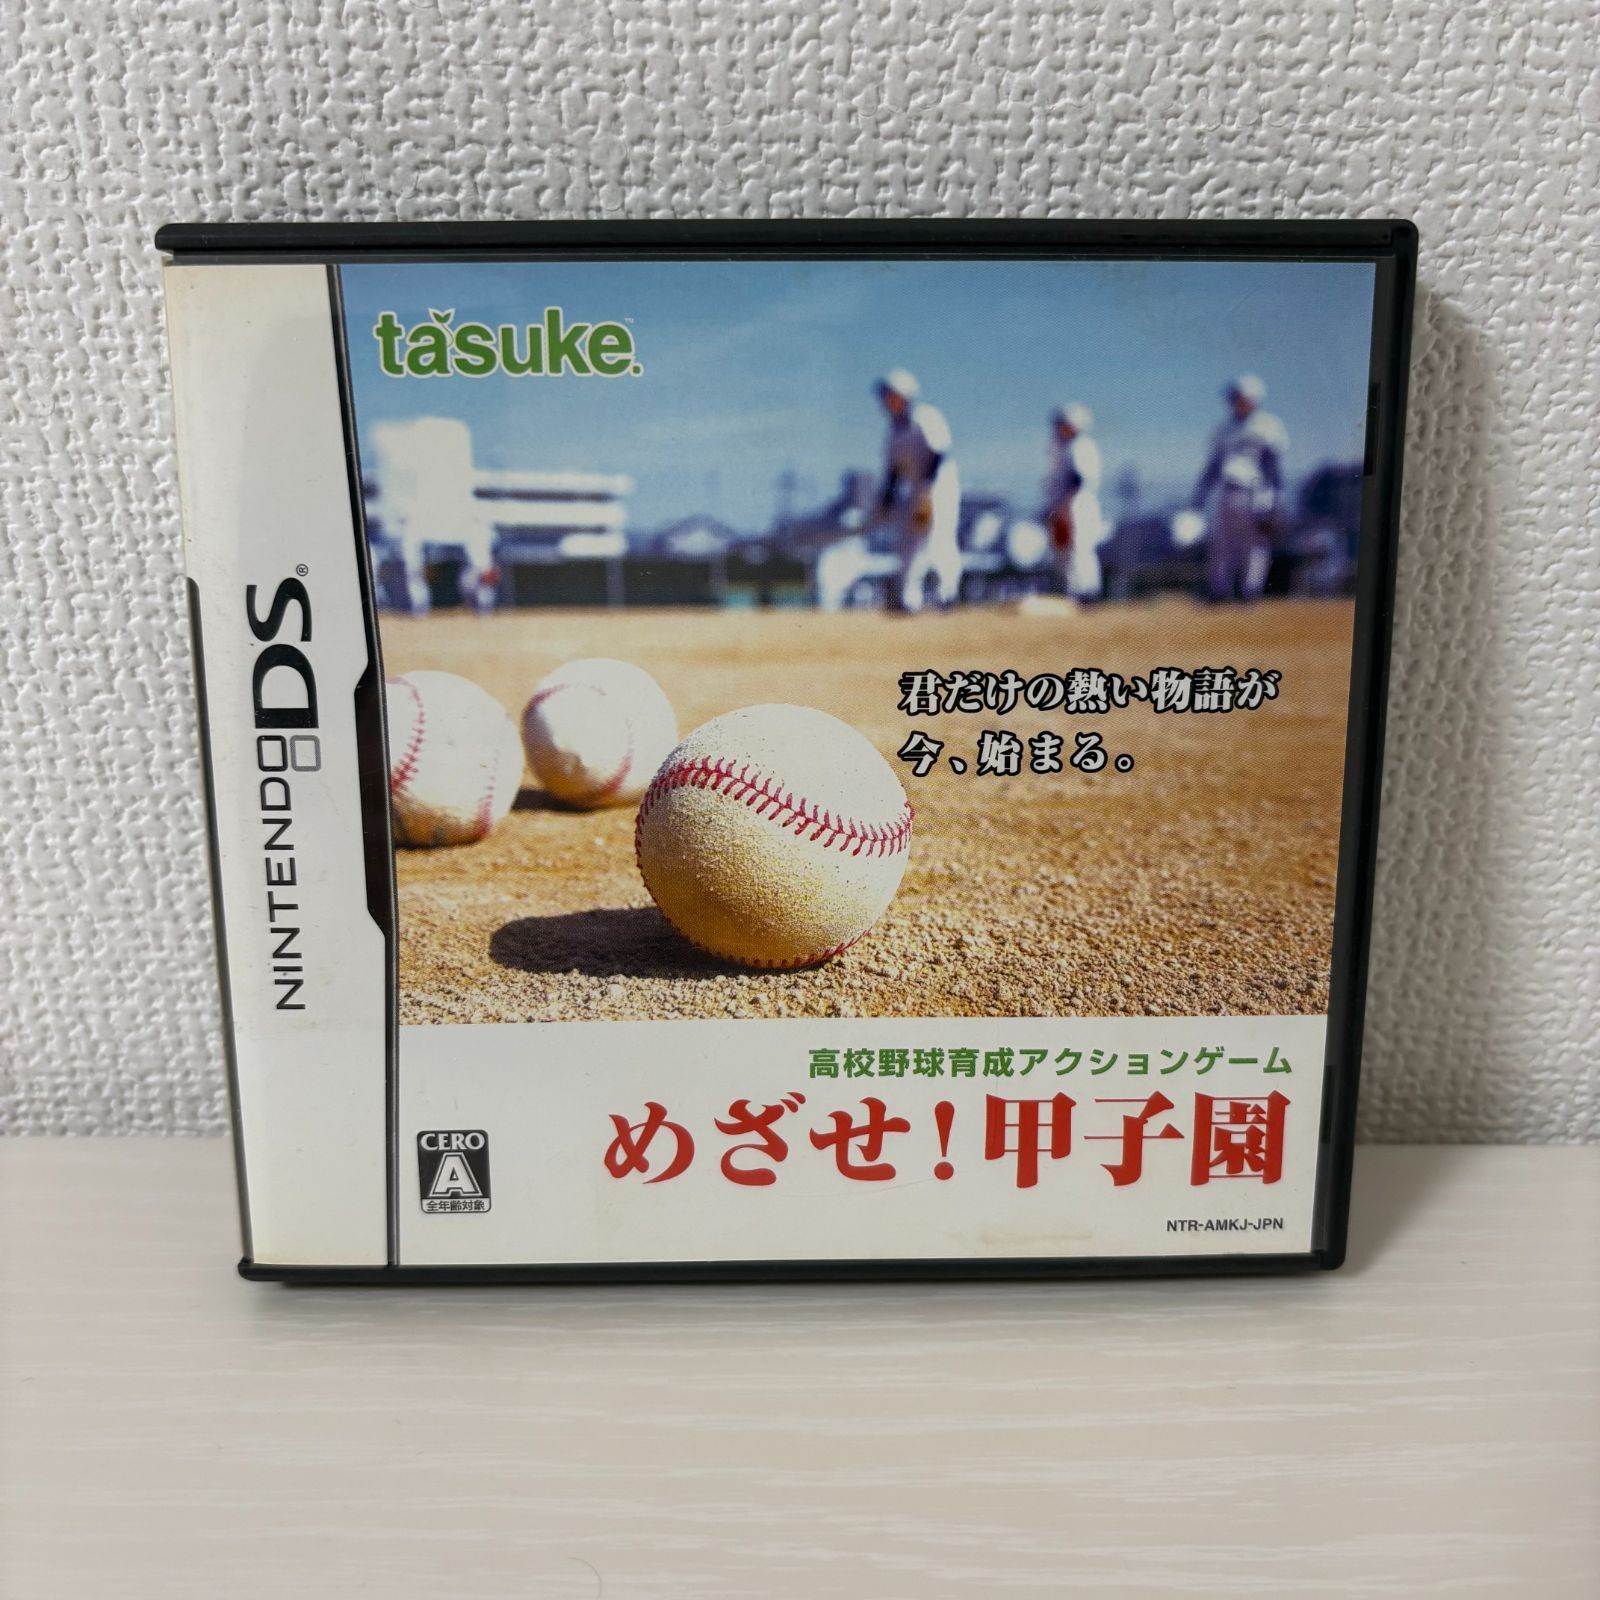 tasuke.™
NINTENDODS®
君だけの熱い物語が
今、始まる。
高校野球育成アクションゲーム
めざせ!甲子園
CERO
A
全年齢対象
NTR-AMKJ-JPN